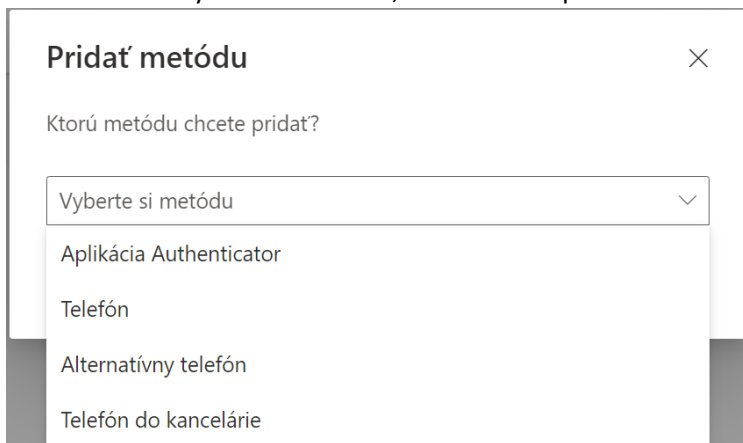 Pridať metódu
Ktorú metódu chcete pridať?
Vyberte si metódu
Aplikácia Authenticator
Telefón
Alternatívny telefón
Telefón do kancelárie